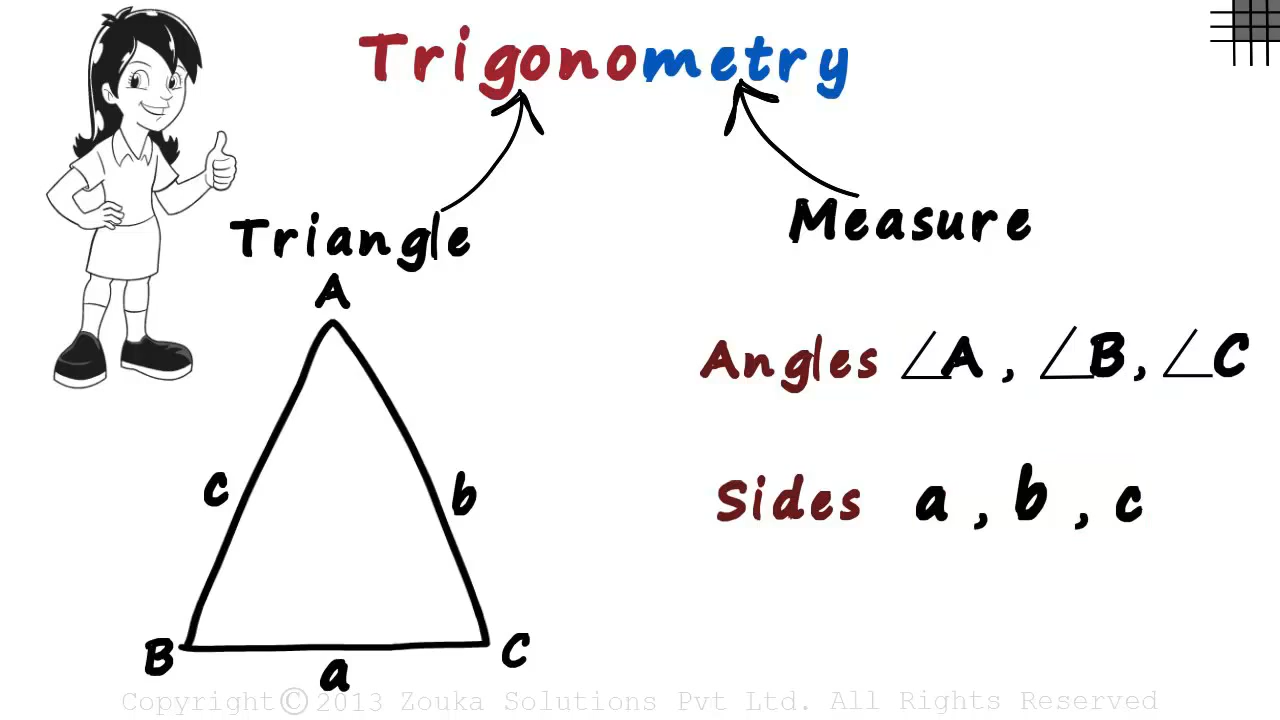 Trigonometry
Triangle
Measure
A
Angles ∠A , ∠B, ∠C
c
b
Sides a , b , c
B
C
a
Copyright© 2013 Zouka Solutions Pvt Ltd. All Rights Reserved